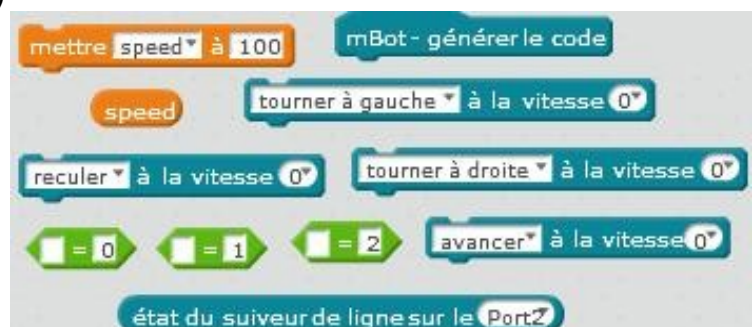 mettre speed à 100
mBot - générer le code
speed
tourner à gauche à la vitesse 0
reculer à la vitesse 0
tourner à droite à la vitesse 0
= 0
= 1
= 2
avancer à la vitesse 0
état du suiveur de ligne sur le Port2